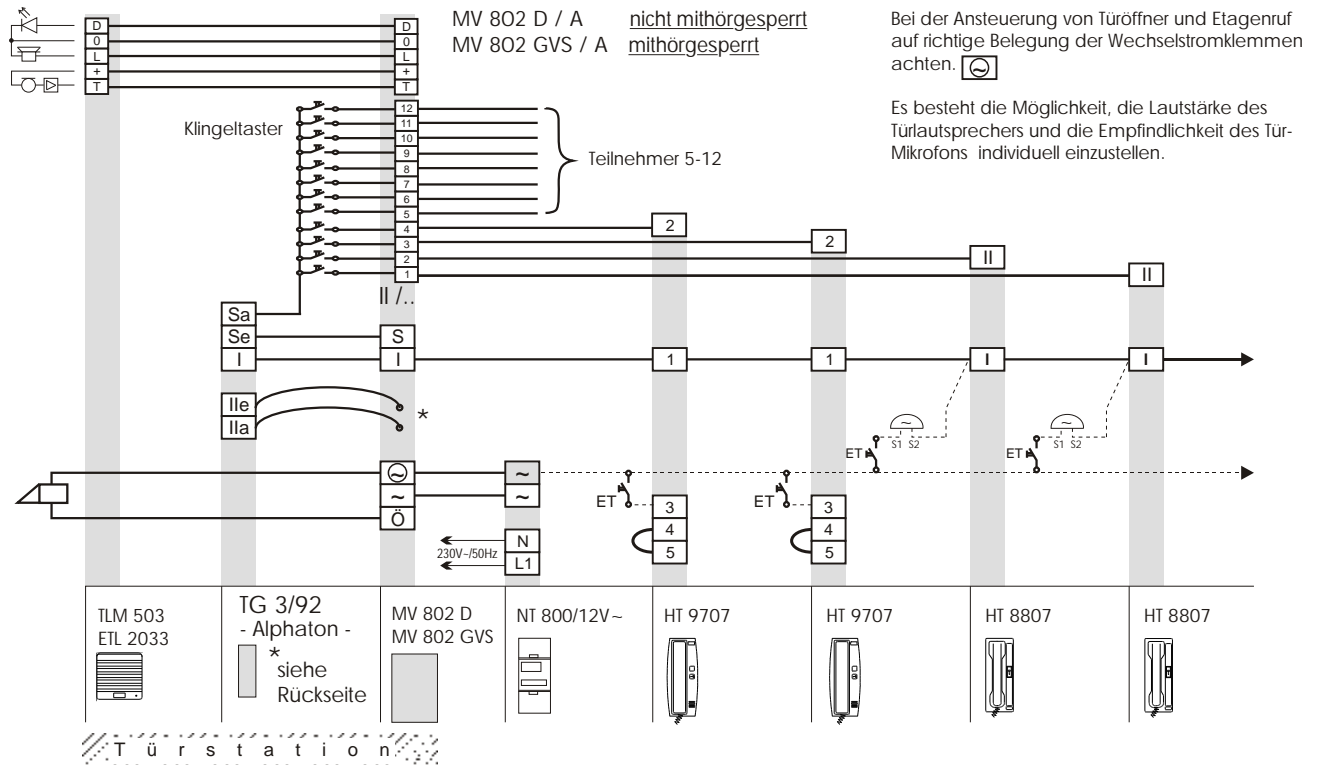 MV 802 D / A nicht mithörgesperrt
MV 802 GVS / A mithörgesperrt
Bei der Ansteuerung von Türöffner und Etagenruf
auf richtige Belegung der Wechselstromklemmen
achten. ~
Es besteht die Möglichkeit, die Lautstärke des
Türlautsprechers und die Empfindlichkeit des Tür-
Mikrofons individuell einzustellen.
D D
0 0
L L
+ +
T T
Klingeltaster
12
11
10
9
8
7
6
5
4
3
2
1
II /..
Teilnehmer 5-12
2
2
II
II
Sa
Se S
I I 1 1 I I
IIe
IIa
*
~ ~
~ ~
Ö
N
L1
230V~/50Hz
ET
3
4
5
ET
3
4
5
ET
~
S1 S2
ET
~
S1 S2
TLM 503
ETL 2033
TG 3/92
- Alphaton -
*
siehe
Rückseite
MV 802 D
MV 802 GVS
NT 800/12V~
HT 9707
HT 9707
HT 8807
HT 8807
Türstation